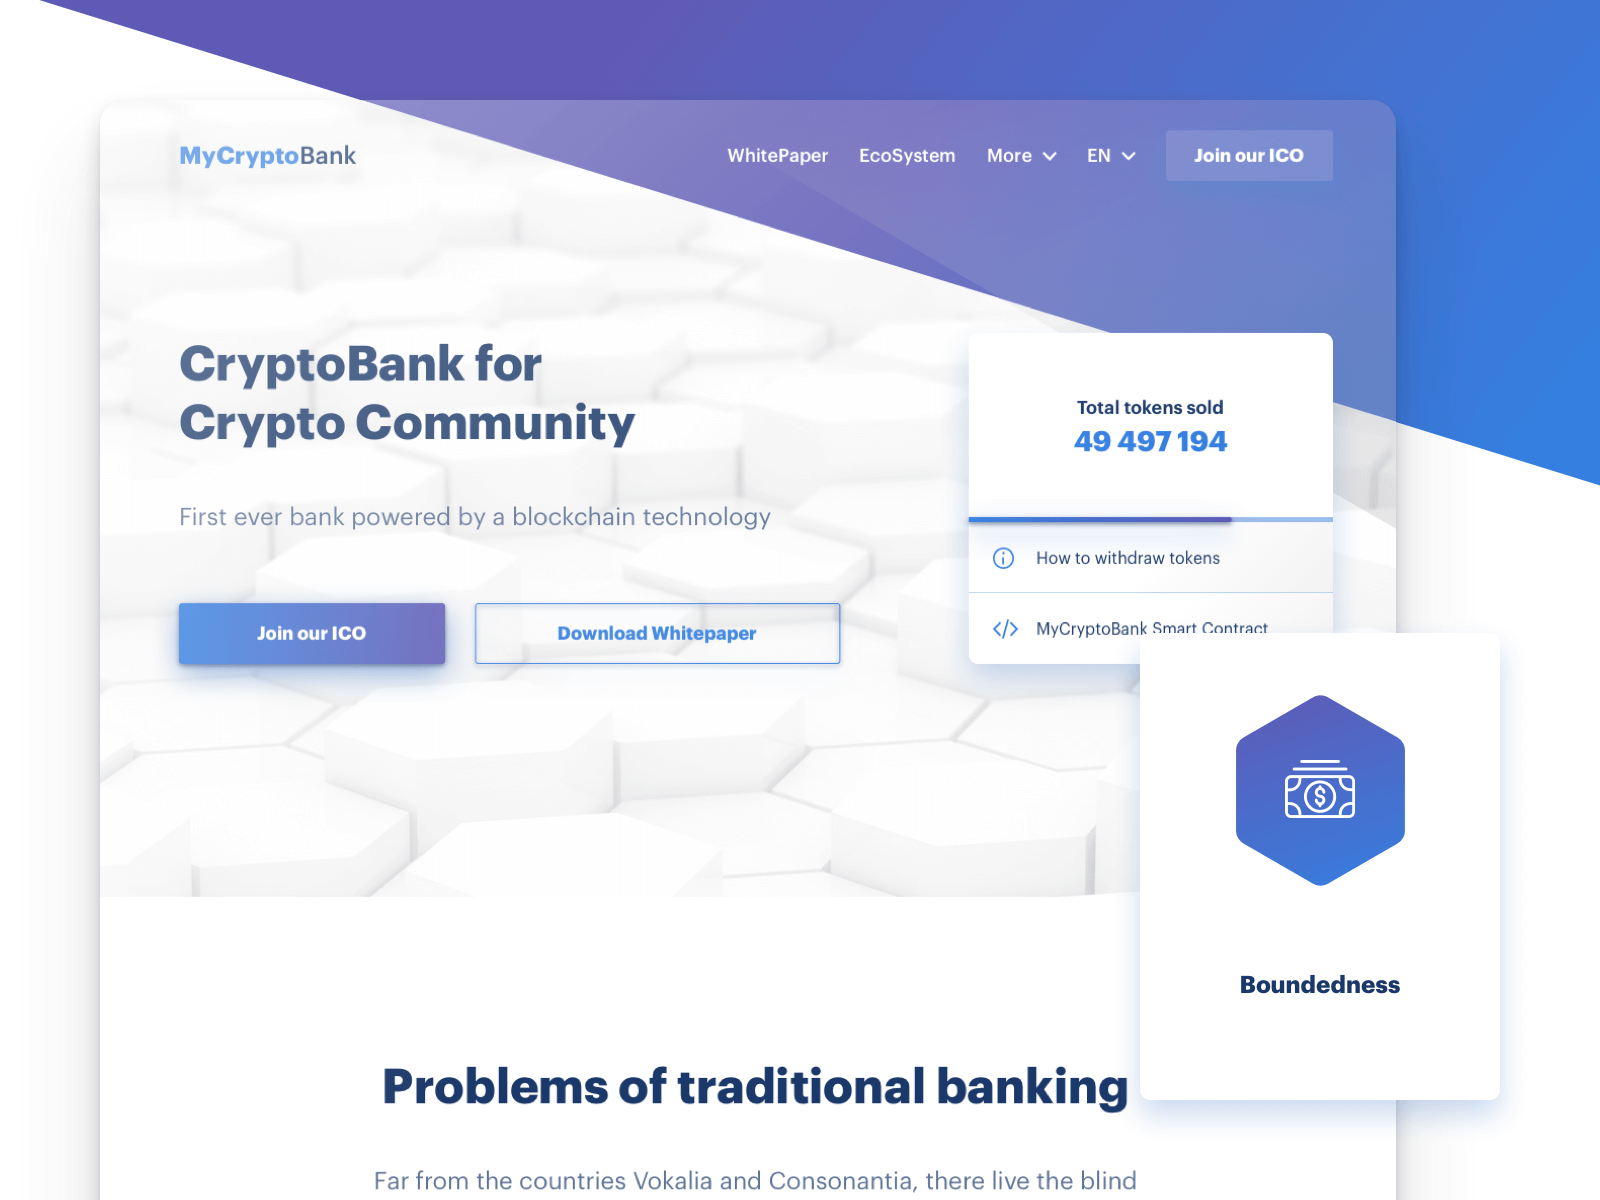 MyCryptoBank
WhitePaper
EcoSystem
More
EN
Join our ICO
CryptoBank for
Crypto Community
First ever bank powered by a blockchain technology
Join our ICO
Download Whitepaper
Total tokens sold
49 497 194
How to withdraw tokens
MyCryptoBank Smart Contract
Boundedness
Problems of traditional banking
Far from the countries Vokalia and Consonantia, there live the blind